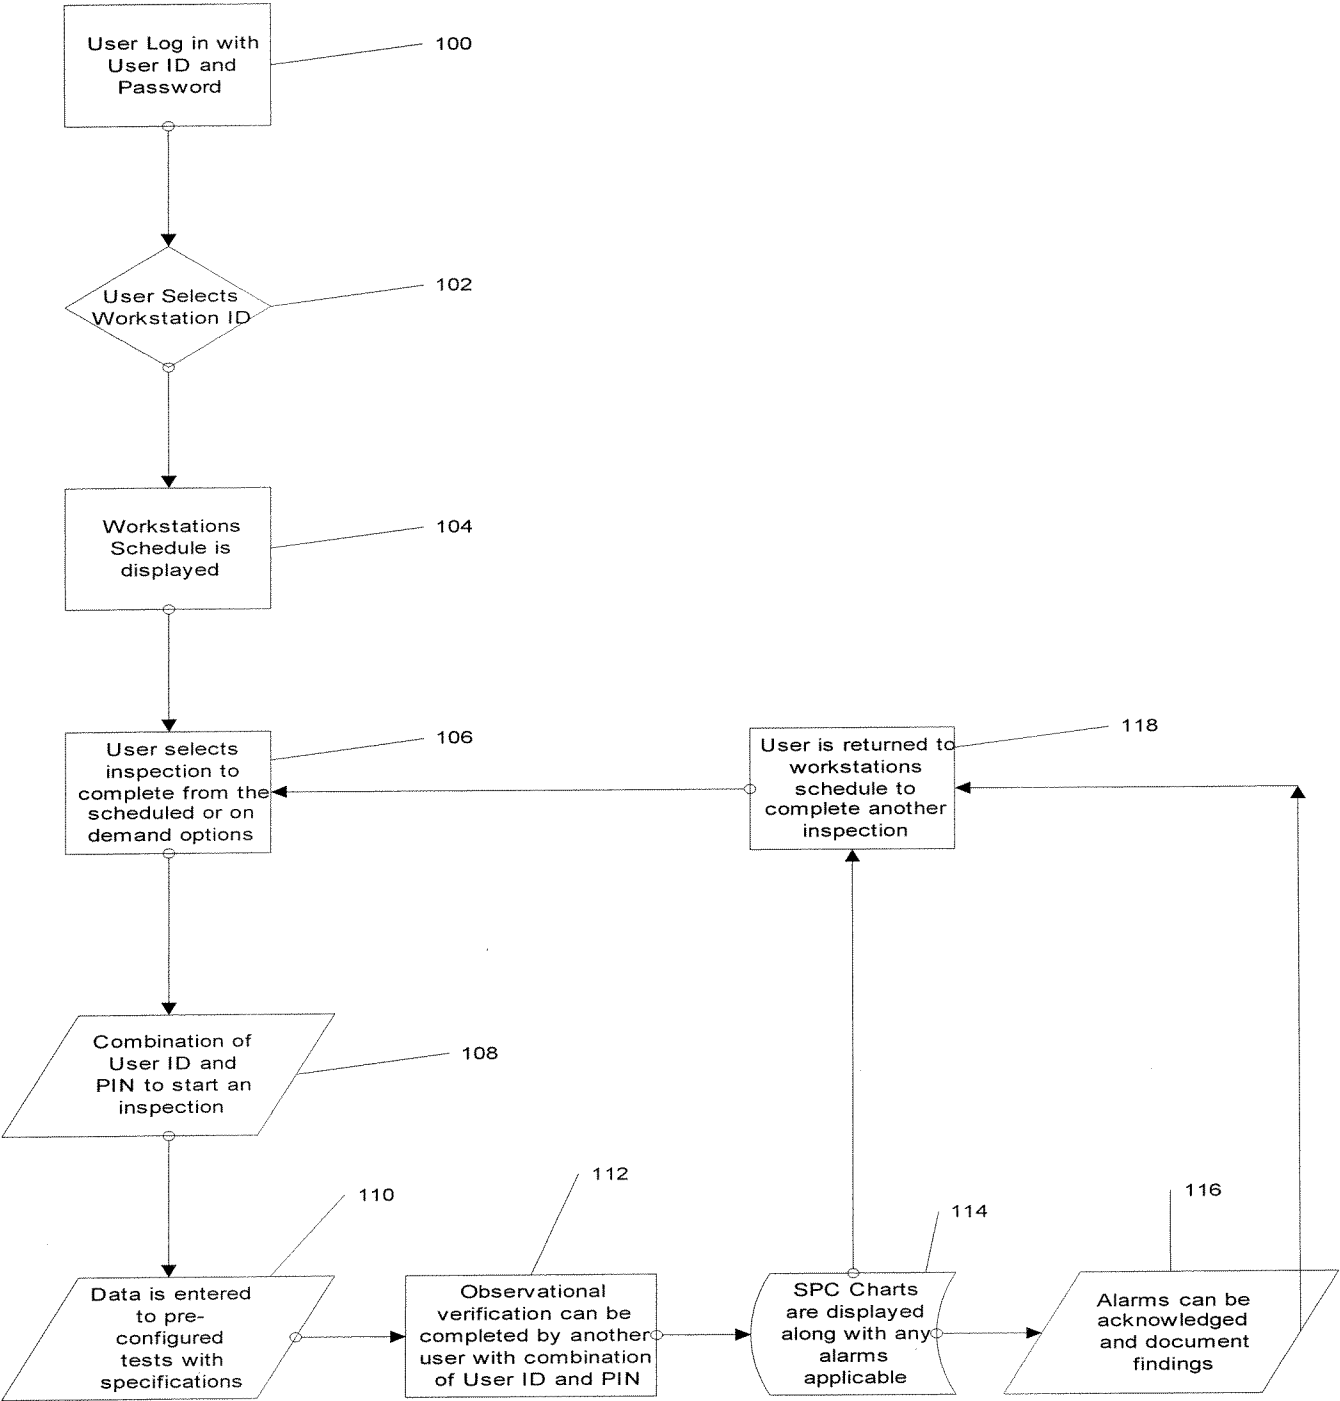 User Log in with
User ID and
Password
100
User Selects
Workstation ID
102
Workstations
Schedule is
displayed
104
User selects
inspection to
complete from the
scheduled or on
demand options
106
User is returned to
workstations
schedule to
complete another
inspection
118
Combination of
User ID and
PIN to start an
inspection
108
Data is entered
to pre-
configured
tests with
specifications
110
Observational
verification can be
completed by another
user with combination
of User ID and PIN
112
SPC Charts
are displayed
along with any
alarms
applicable
114
Alarms can be
acknowledged
and document
findings
116